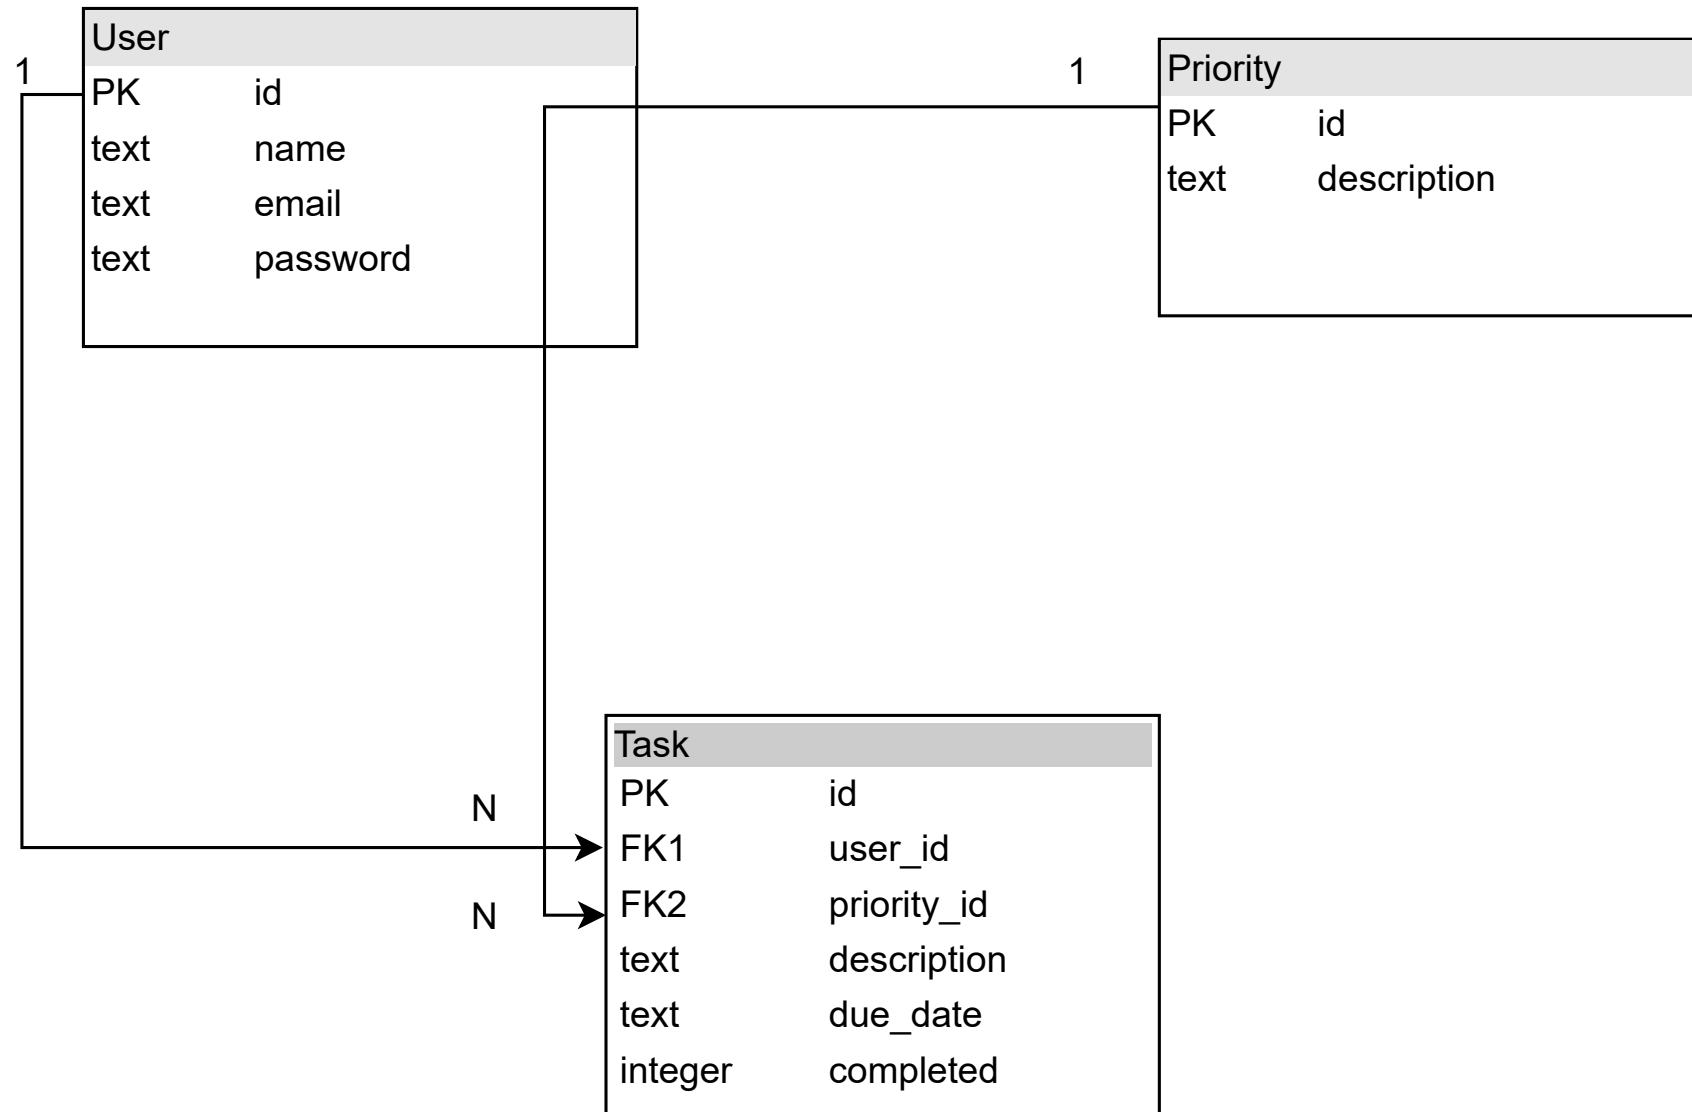 User
1
PK id
text name
text email
text password
1
Priority
PK id
text description
Task
PK id
N
FK1 user_id
N
FK2 priority_id
text description
text due_date
integer completed